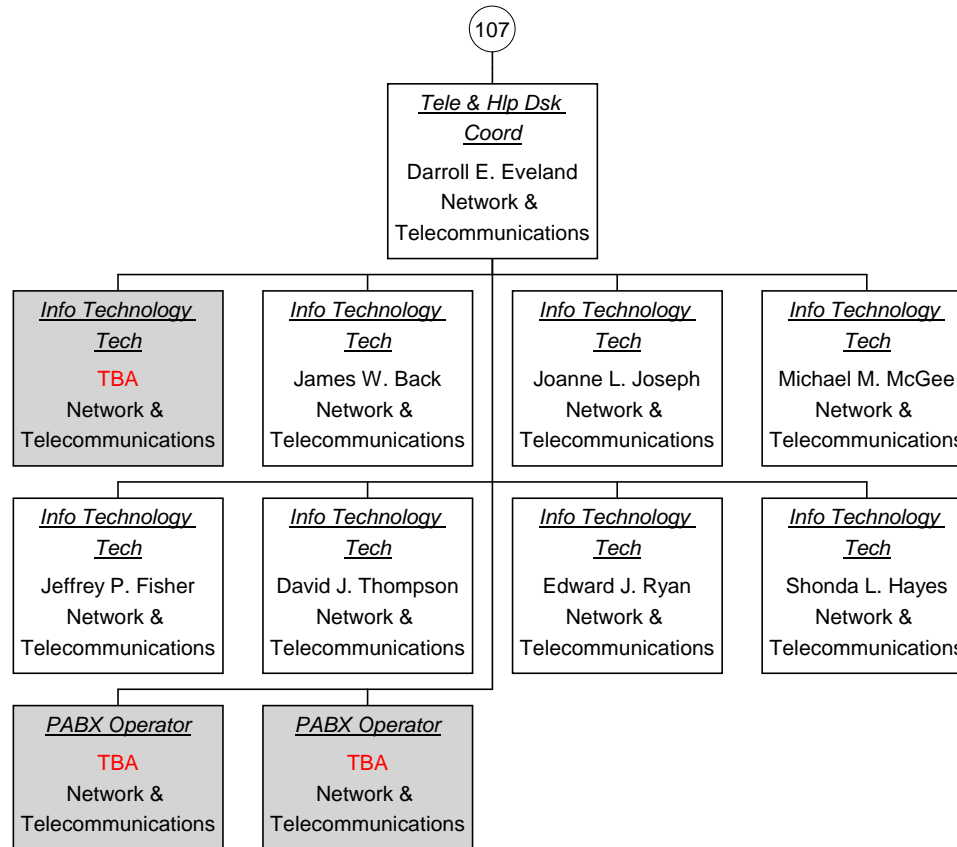 107
Tele & Hlp Dsk
Coord
Darroll E. Eveland
Network &
Telecommunications
Info Technology
Tech
TBA
Network &
Telecommunications
Info Technology
Tech
James W. Back
Network &
Telecommunications
Info Technology
Tech
Joanne L. Joseph
Network &
Telecommunications
Info Technology
Tech
Michael M. McGee
Network &
Telecommunications
Info Technology
Tech
Jeffrey P. Fisher
Network &
Telecommunications
Info Technology
Tech
David J. Thompson
Network &
Telecommunications
Info Technology
Tech
Edward J. Ryan
Network &
Telecommunications
Info Technology
Tech
Shonda L. Hayes
Network &
Telecommunications
PABX Operator
TBA
Network &
Telecommunications
PABX Operator
TBA
Network &
Telecommunications